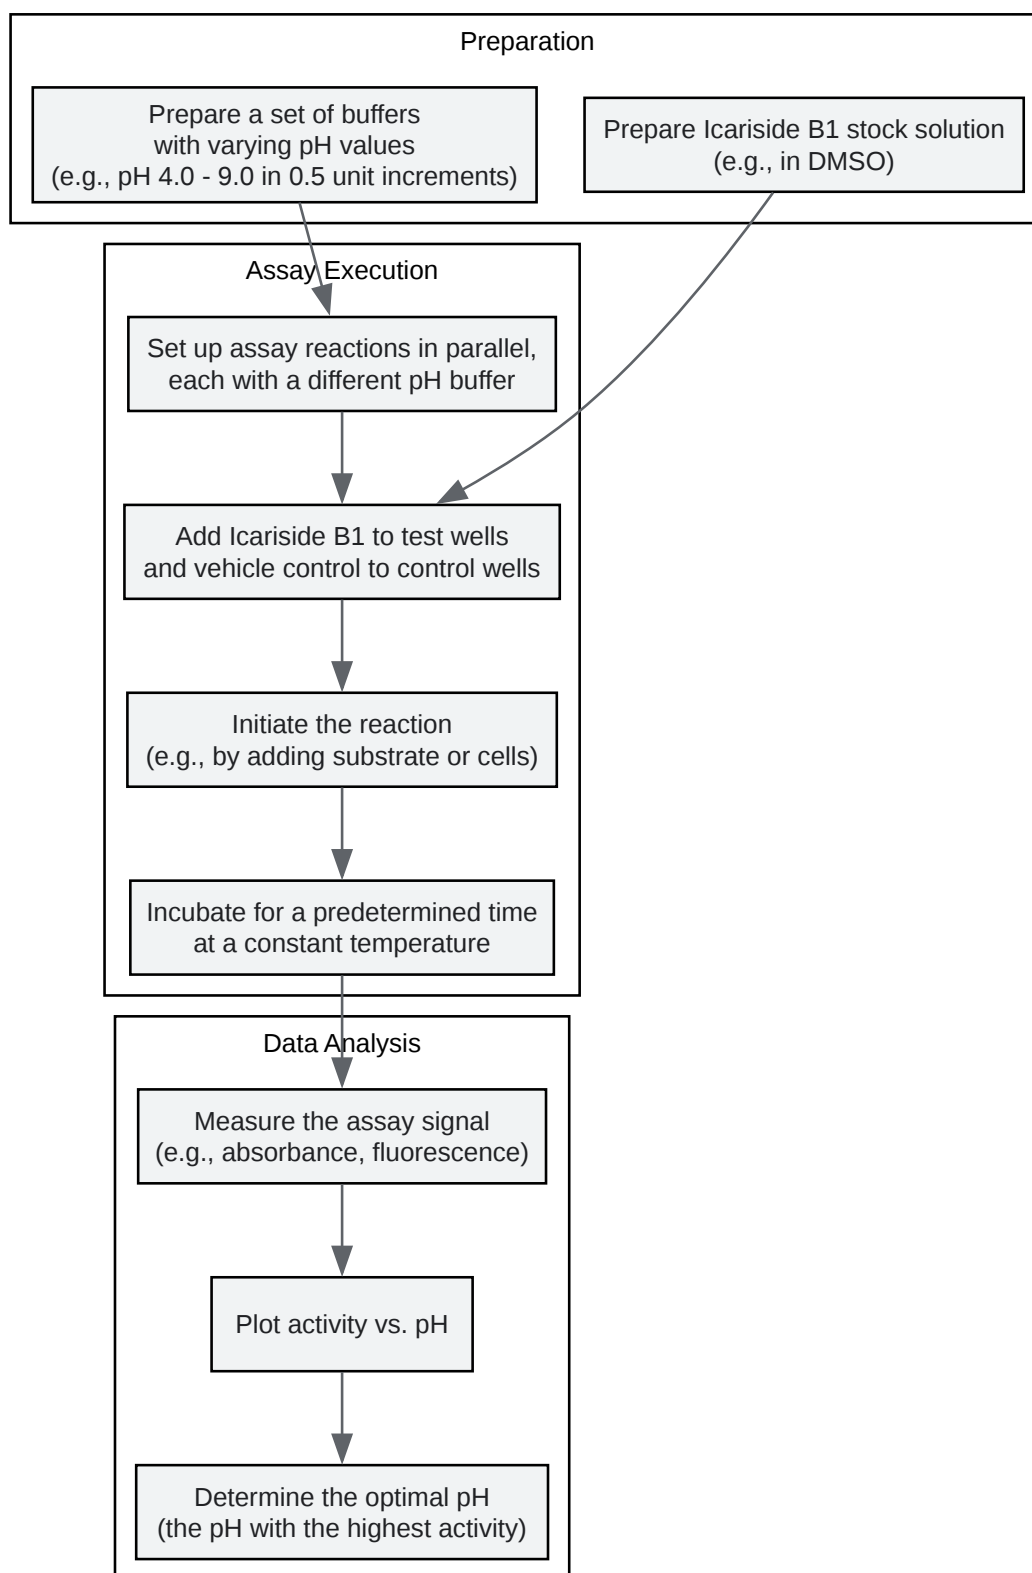 Preparation
Prepare a set of buffers
with varying pH values
(e.g., pH 4.0 - 9.0 in 0.5 unit increments)
Prepare Icariside B1 stock solution
(e.g., in DMSO)
Assay Execution
Set up assay reactions in parallel,
each with a different pH buffer
Add Icariside B1 to test wells
and vehicle control to control wells
Initiate the reaction
(e.g., by adding substrate or cells)
Incubate for a predetermined time
at a constant temperature
Data Analysis
Measure the assay signal
(e.g., absorbance, fluorescence)
Plot activity vs. pH
Determine the optimal pH
(the pH with the highest activity)